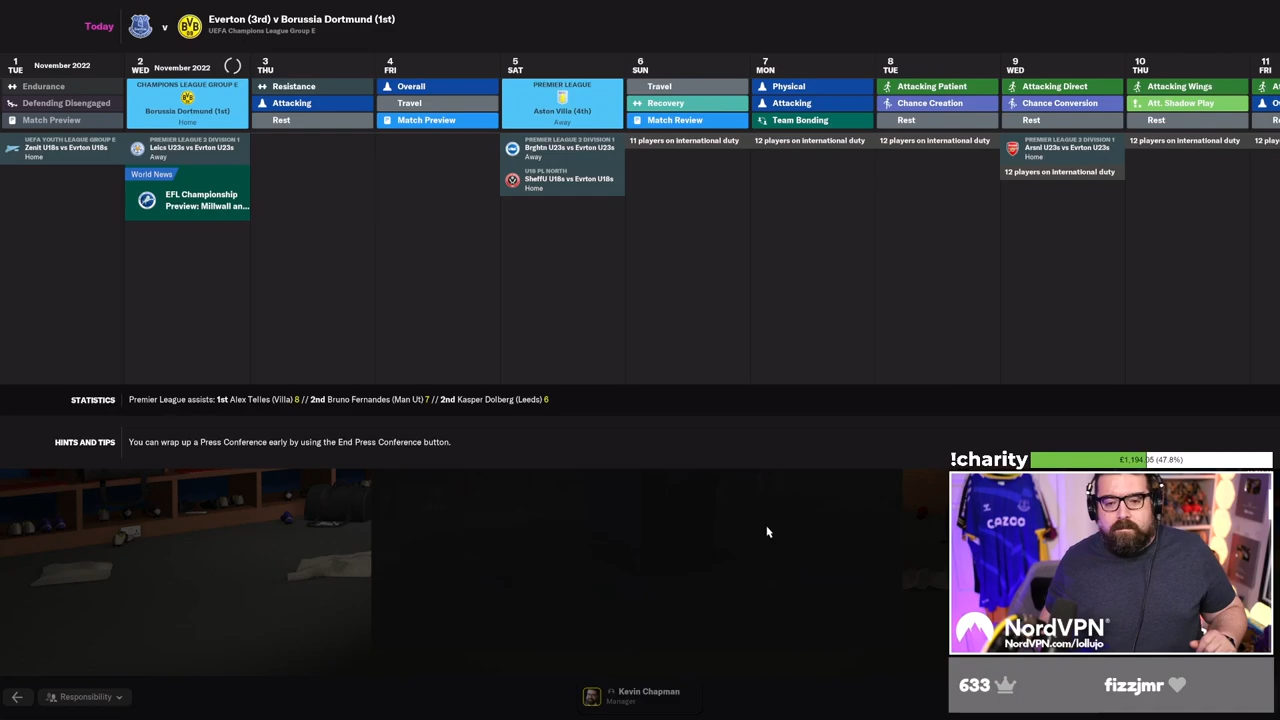 Today
v
Everton (3rd) v Borussia Dortmund (1st)
UEFA Champions League Group E
1 TUE November 2022
2 WED November 2022
3 THU
4 FRI
5 SAT
6 SUN
7 MON
8 TUE
9 WED
10 THU
11 FRI
Endurance
Defending Disengaged
Match Preview
CHAMPIONS LEAGUE GROUP E
Borussia Dortmund (1st)
Home
Resistance
Attacking
Rest
Overall
Travel
Match Preview
PREMIER LEAGUE
Aston Villa (4th)
Away
Travel
Recovery
Match Review
Physical
Attacking
Team Bonding
Attacking Patient
Chance Creation
Rest
Attacking Direct
Chance Conversion
Rest
Attacking Wings
Att. Shadow Play
Rest
UEFA YOUTH LEAGUE GROUP E
Zenit U18s vs Evrton U18s
Home
PREMIER LEAGUE 2 DIVISION 1
Leics U23s vs Evrton U23s
Away
World News
EFL Championship
Preview: Millwall an...
PREMIER LEAGUE 2 DIVISION 1
Brghtn U23s vs Evrton U23s
Away
U18 PL NORTH
SheffU U18s vs Evrton U18s
Home
11 players on international duty
12 players on international duty
12 players on international duty
PREMIER LEAGUE 2 DIVISION 1
Arsnl U23s vs Evrton U23s
Home
12 players on international duty
12 players on international duty
STATISTICS
Premier League assists: 1st Alex Telles (Villa) 8 // 2nd Bruno Fernandes (Man Ut) 7 // 2nd Kasper Dolberg (Leeds) 6
HINTS AND TIPS
You can wrap up a Press Conference early by using the End Press Conference button.
!charity
£1,194.05 (47.8%)
CAZOO
NordVPN®
NordVPN.com/lollujo
633
fizzjmr
Responsibility
Kevin Chapman
Manager